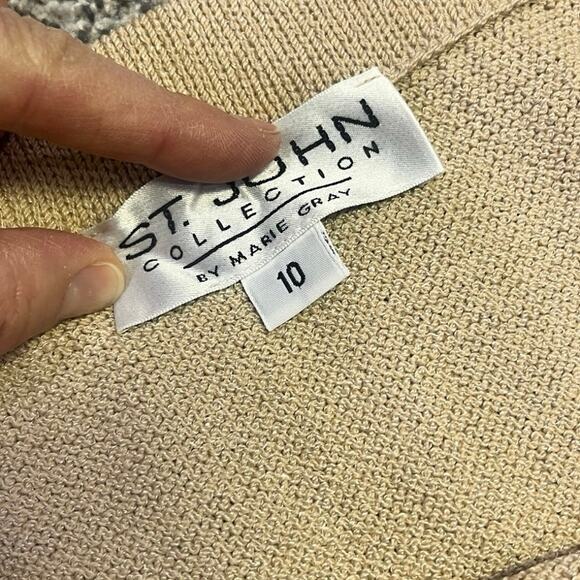 ST. JOHN
COLLECTION
BY MARIE GRAY
10